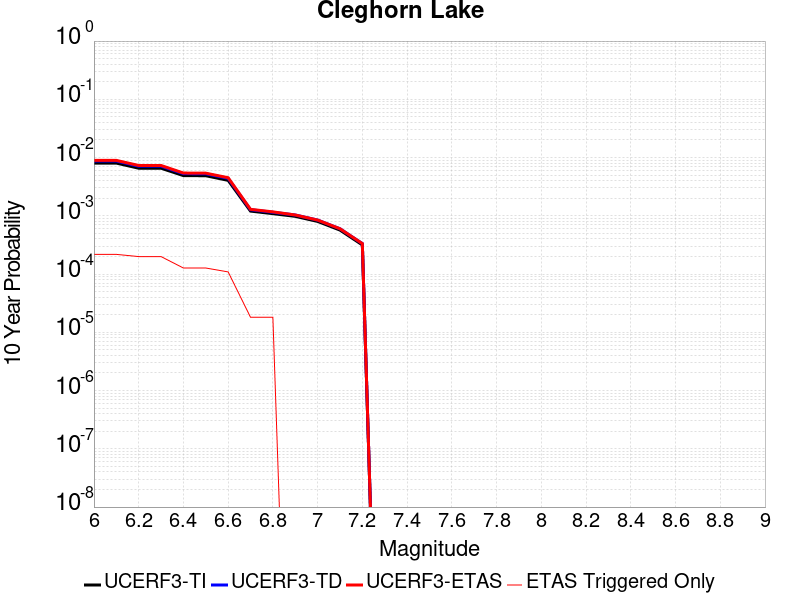 Cleghorn Lake
10 0
10 -1
10 -2
10 -3
10 -4
10 -5
10 -6
10 -7
10 -8
10 Year Probability
6 6.2 6.4 6.6 6.8 7 7.2 7.4 7.6 7.8 8 8.2 8.4 8.6 8.8 9
Magnitude
UCERF3-TI UCERF3-TD UCERF3-ETAS ETAS Triggered Only